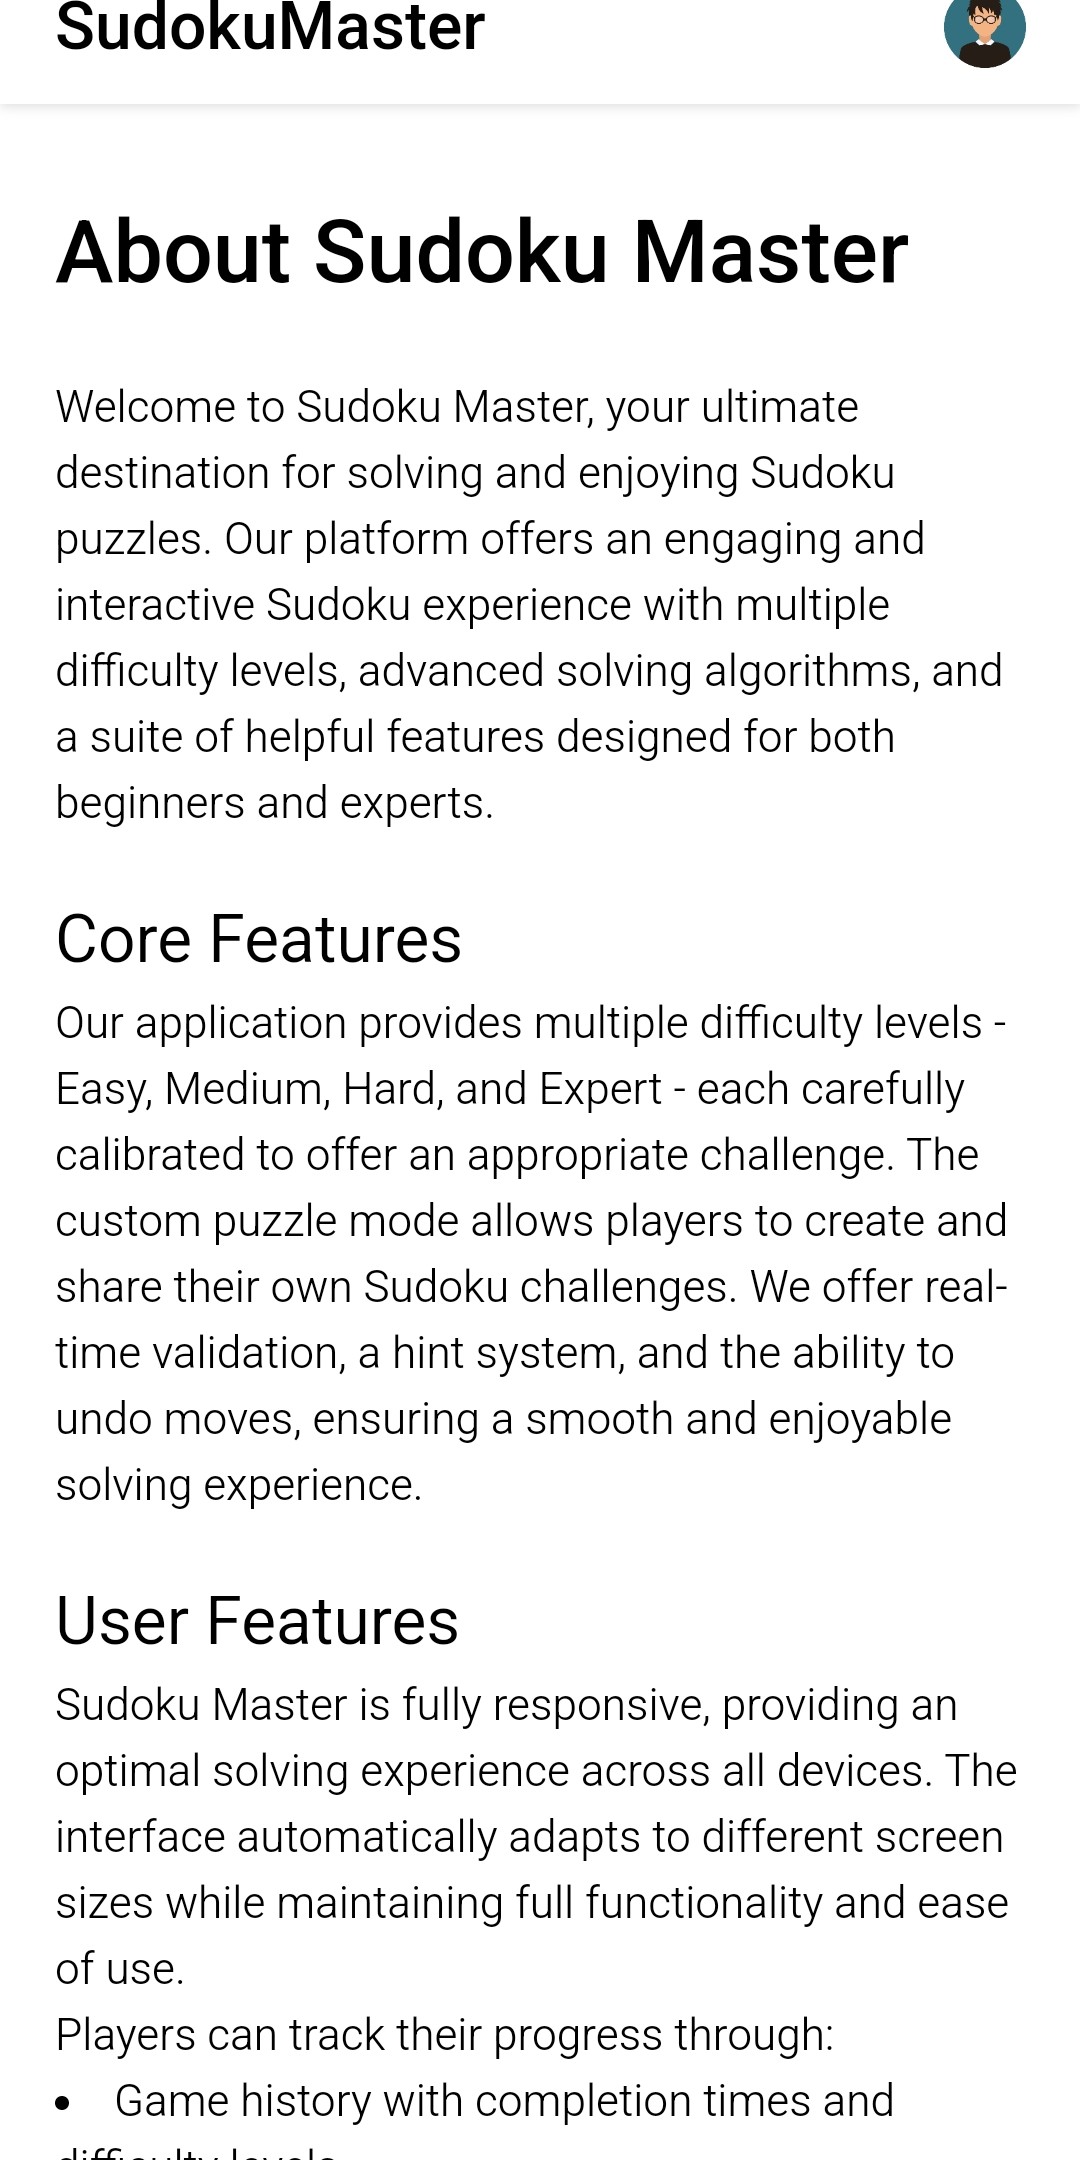 SudokuMaster
About Sudoku Master
Welcome to Sudoku Master, your ultimate
destination for solving and enjoying Sudoku
puzzles. Our platform offers an engaging and
interactive Sudoku experience with multiple
difficulty levels, advanced solving algorithms, and
a suite of helpful features designed for both
beginners and experts.
Core Features
Our application provides multiple difficulty levels -
Easy, Medium, Hard, and Expert - each carefully
calibrated to offer an appropriate challenge. The
custom puzzle mode allows players to create and
share their own Sudoku challenges. We offer real-
time validation, a hint system, and the ability to
undo moves, ensuring a smooth and enjoyable
solving experience.
User Features
Sudoku Master is fully responsive, providing an
optimal solving experience across all devices. The
interface automatically adapts to different screen
sizes while maintaining full functionality and ease
of use.
Players can track their progress through:
• Game history with completion times and
difficulty levels